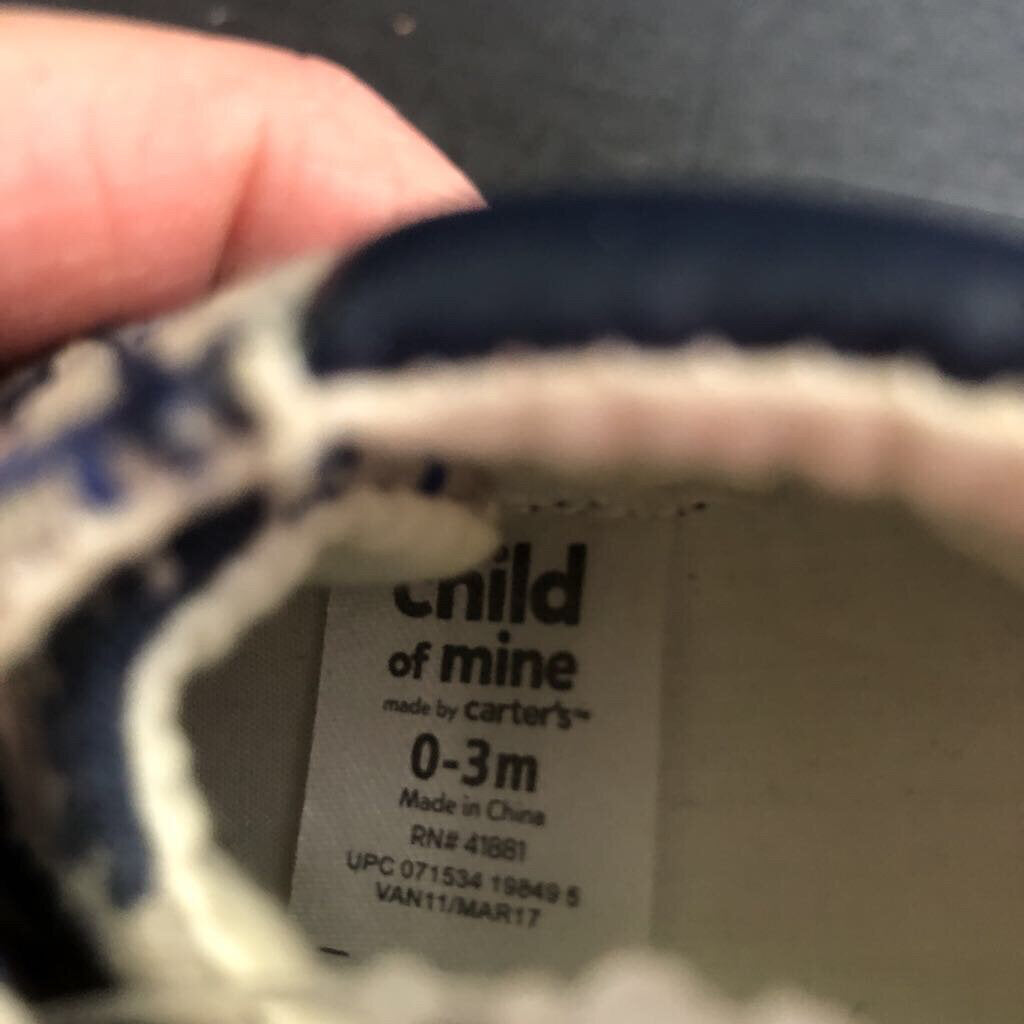 child
of mine
made by carter's™
0-3m
Made in China
RN# 41881
UPC 071534 19849 5
VAN11/MAR17